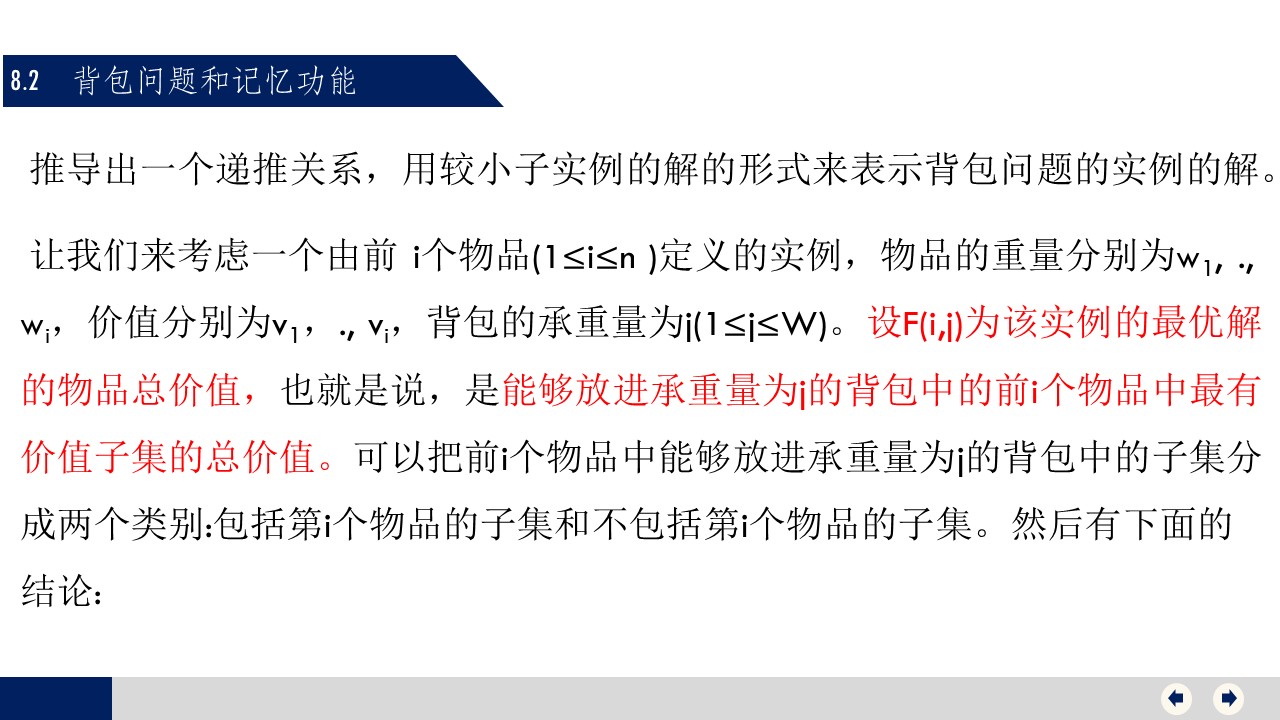 8.2 背包问题和记忆功能
推导出一个递推关系，用较小子实例的解的形式来表示背包问题的实例的解。
让我们来考虑一个由前 i个物品(1≤i≤n )定义的实例，物品的重量分别为w1, .,
wi，价值分别为v1，., vi，背包的承重量为j(1≤j≤W)。设F(i,j)为该实例的最优解
的物品总价值，也就是说，是能够放进承重量为j的背包中的前i个物品中最有
价值子集的总价值。可以把前i个物品中能够放进承重量为j的背包中的子集分
成两个类别:包括第i个物品的子集和不包括第i个物品的子集。然后有下面的
结论: